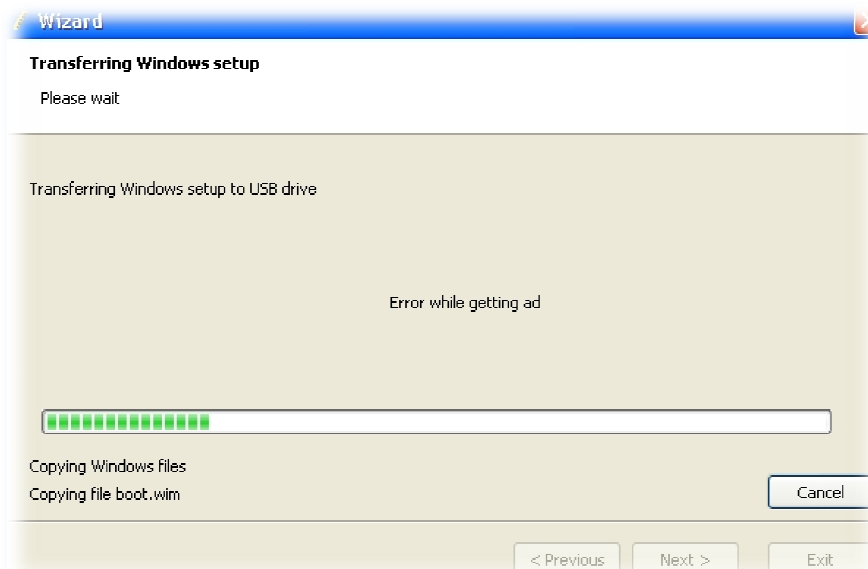 Wizard
Transferring Windows setup
Please wait
Transferring Windows setup to USB drive
Error while getting ad
Copying Windows files
Copying file boot.wim
Cancel
< Previous
Next >
Exit